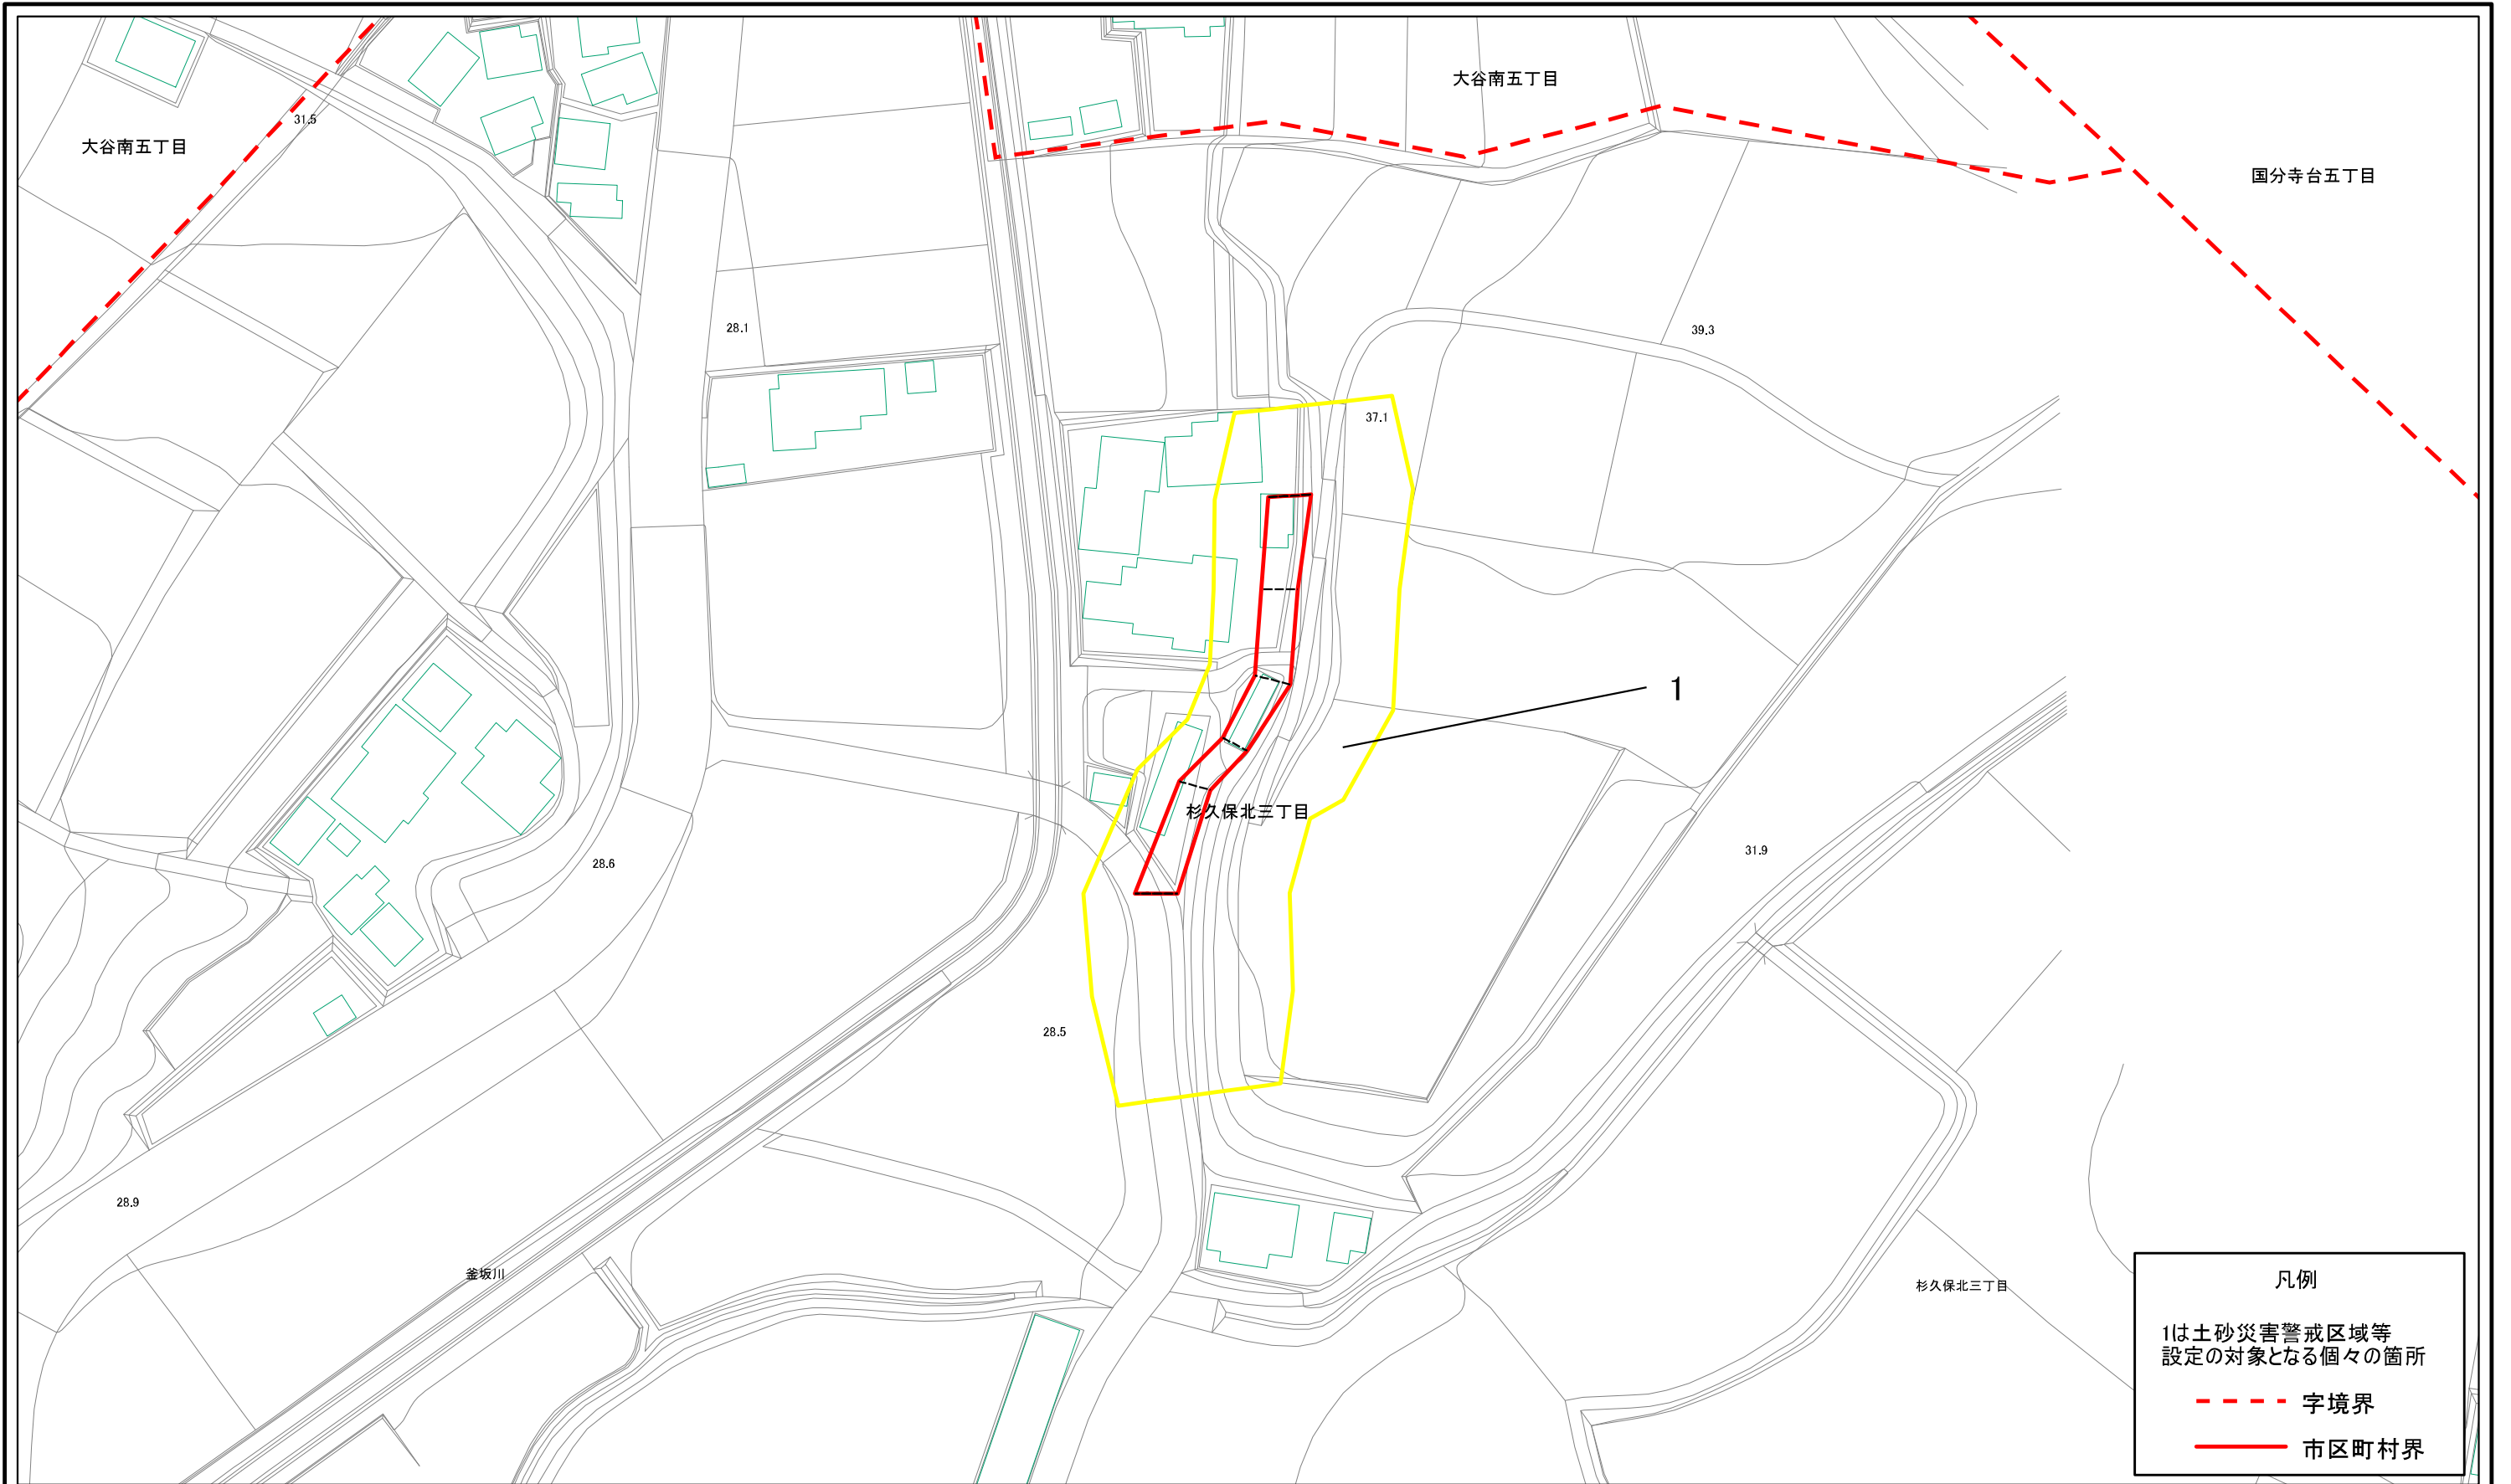 大谷南五丁目
31.5
大谷南五丁目
国分寺台五丁目
28.1
39.3
37.1
1
杉久保北三丁目
28.6
31.9
28.5
28.9
釜坂川
杉久保北三丁目
凡例
1は土砂災害警戒区域等
設定の対象となる個々の箇所
字境界
市区町村界